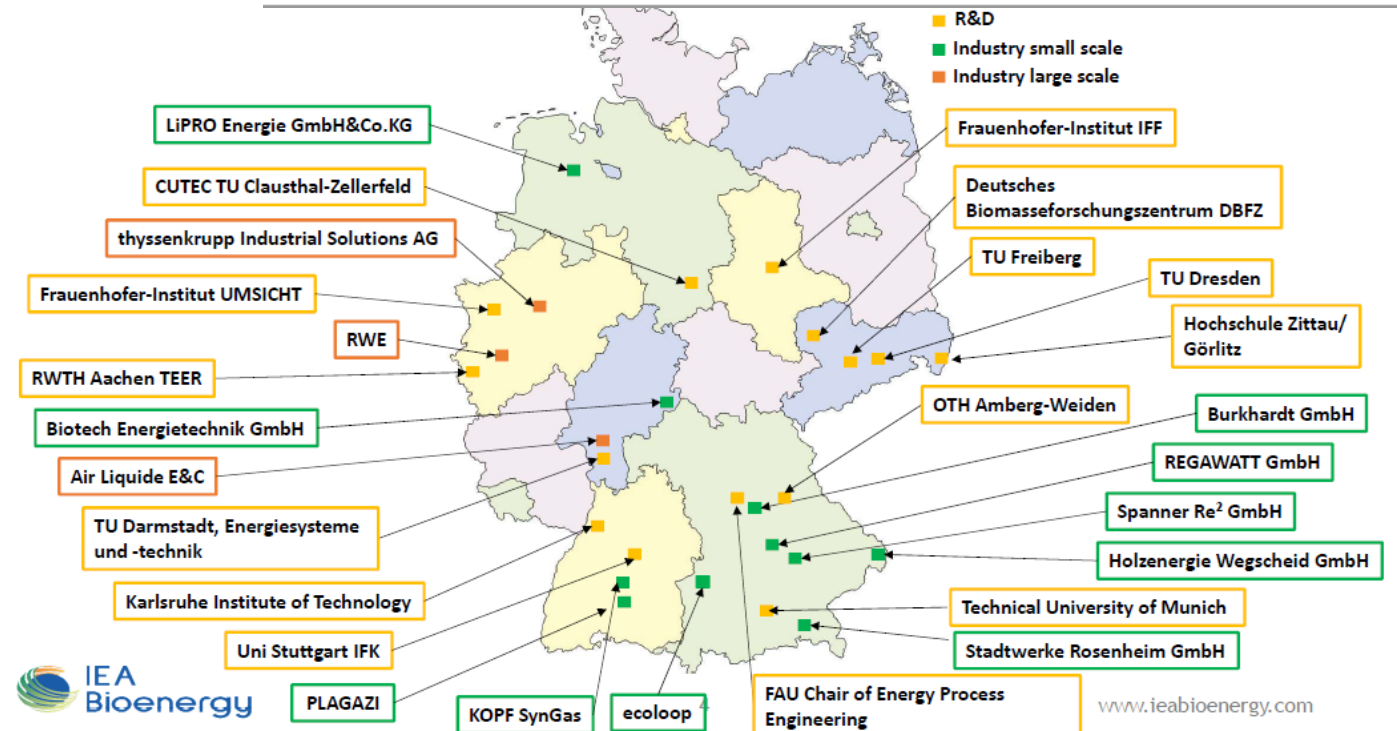 R&D
Industry small scale
Industry large scale
LiPRO Energie GmbH&Co.KG
Frauenhofer-Institut IFF
CUTEC TU Clausthal-Zellerfeld
Deutsches
Biomasseforschungszentrum DBFZ
thyssenkrupp Industrial Solutions AG
TU Freiberg
TU Dresden
Frauenhofer-Institut UMSICHT
Hochschule Zittau/
Görlitz
RWE
RWTH Aachen TEER
OTH Amberg-Weiden
Burkhardt GmbH
Biotech Energietechnik GmbH
REGAWATT GmbH
Air Liquide E&C
Spanner Re² GmbH
TU Darmstadt, Energiesysteme
und -technik
Holzenergie Wegscheid GmbH
Karlsruhe Institute of Technology
Technical University of Munich
Uni Stuttgart IFK
Stadtwerke Rosenheim GmbH
IEA
Bioenergy
PLAGAZI
KOPF SynGas
ecoloop
4
FAU Chair of Energy Process
Engineering
www.ieabioenergy.com